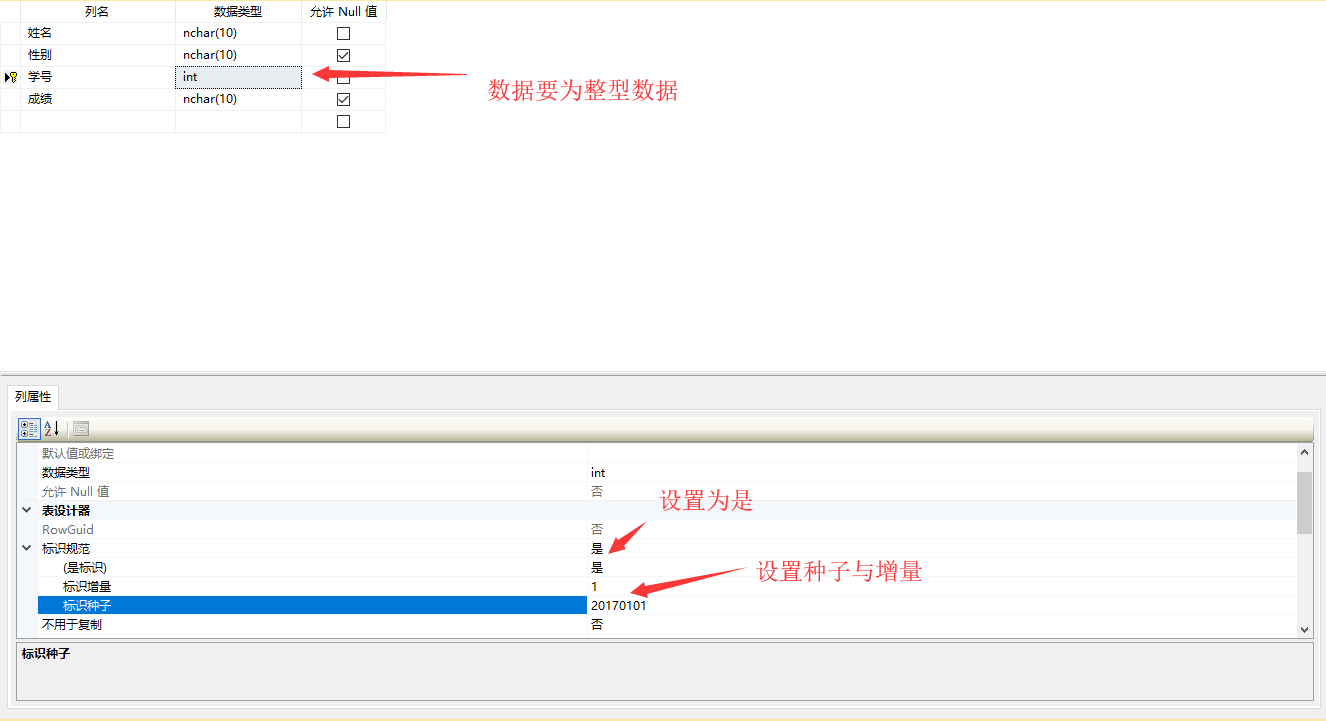 列名 数据类型 允许 Null 值
姓名 nchar(10)
性别 nchar(10)
学号 int
数据要为整型数据
成绩 nchar(10)
列属性
默认值或绑定
数据类型 int
允许 Null 值 否
设置为是
表设计器
RowGuid 否
标识规范 是
(是标识) 是
设置种子与增量
标识增量 1
标识种子 20170101
不用于复制 否
标识种子